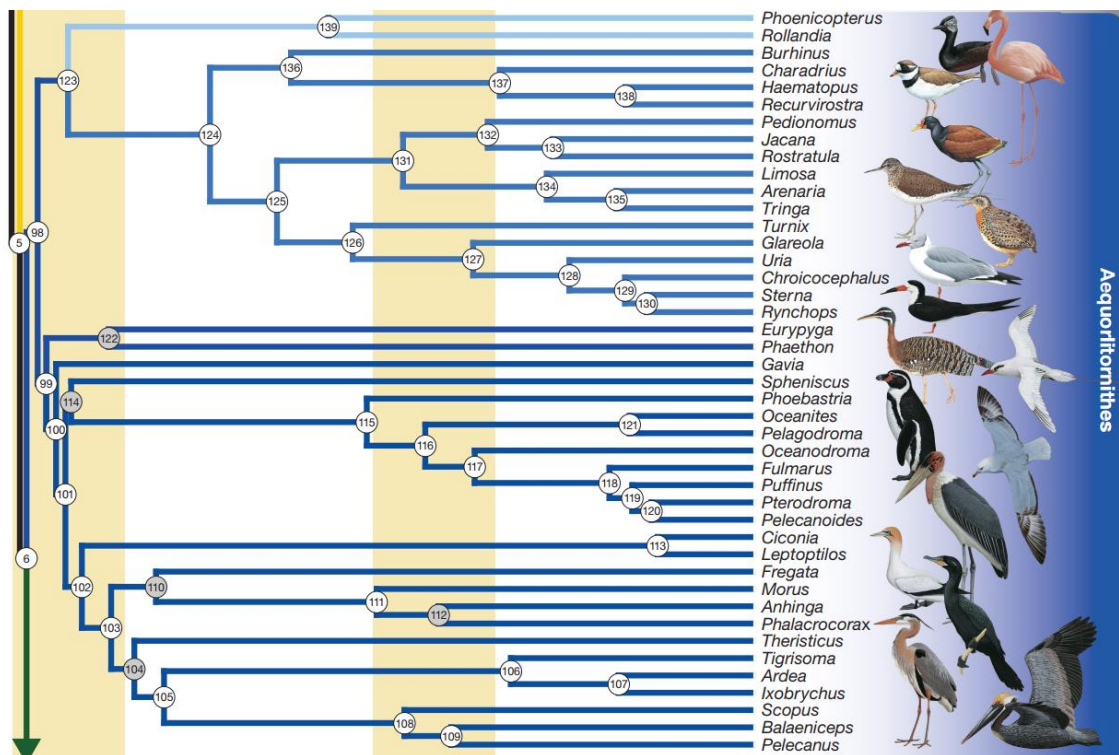 139
Phoenicopterus
Rollandia
Burhinus
136
Charadrius
123
137
Haematopus
138
Recurvirostra
Pedionomus
124
132
Jacana
133
Rostratula
131
Limosa
134
Arenaria
135
Tringa
125
Turnix
98
5
126
Glareola
127
Uria
128
Chroicocephalus
129
Sterna
130
Rynchops
Eurypyga
122
Phaethon
Gavia
99
Spheniscus
114
Phoebastria
115
Oceanites
100
121
Pelagodroma
116
Oceanodroma
117
Fulmarus
118
Puffinus
101
119
Pterodroma
120
Pelecanoides
Ciconia
113
6
Leptoptilos
Fregata
102
110
Morus
111
Anhinga
112
Phalacrocorax
103
Theristicus
Tigrisoma
104
106
Ardea
107
Ixobrychus
105
Scopus
108
Balaeniceps
109
Pelecanus
Aequorlitornithes